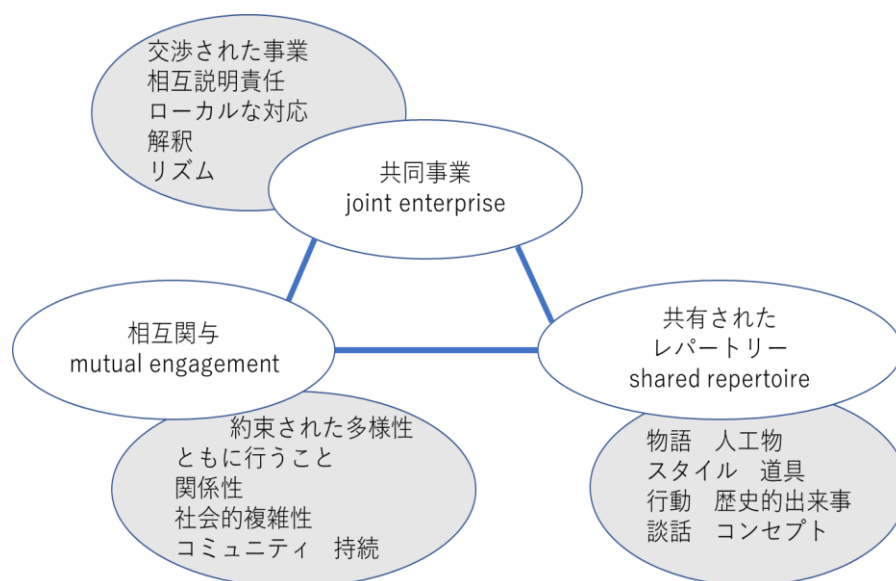 交渉された事業
相互説明責任
ローカルな対応
解釈
リズム
共同事業
joint enterprise
相互関与
mutual engagement
共有された
レパートリー
shared repertoire
約束された多様性
ともに行うこと
関係性
社会的複雑性
コミュニティ　持続
物語　人工物
スタイル　道具
行動　歴史的出来事
談話　コンセプト